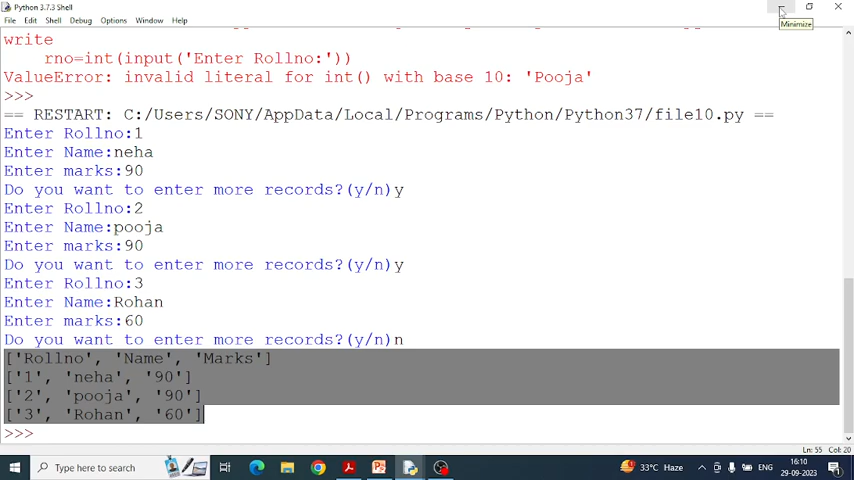 Python 3.7.3 Shell
File Edit Shell Debug Options Window Help
Minimize
write
rno=int(input('Enter Rollno:'))
ValueError: invalid literal for int() with base 10: 'Pooja'
>>>
== RESTART: C:/Users/SONY/AppData/Local/Programs/Python/Python37/file10.py ==
Enter Rollno:1
Enter Name:neha
Enter marks:90
Do you want to enter more records?(y/n)y
Enter Rollno:2
Enter Name:pooja
Enter marks:90
Do you want to enter more records?(y/n)y
Enter Rollno:3
Enter Name:Rohan
Enter marks:60
Do you want to enter more records?(y/n)n
['Rollno', 'Name', 'Marks']
['1', 'neha', '90']
['2', 'pooja', '90']
['3', 'Rohan', '60']
>>>
Ln: 55 Col: 20
Type here to search
33°C Haze
ENG
16:10
29-09-2023